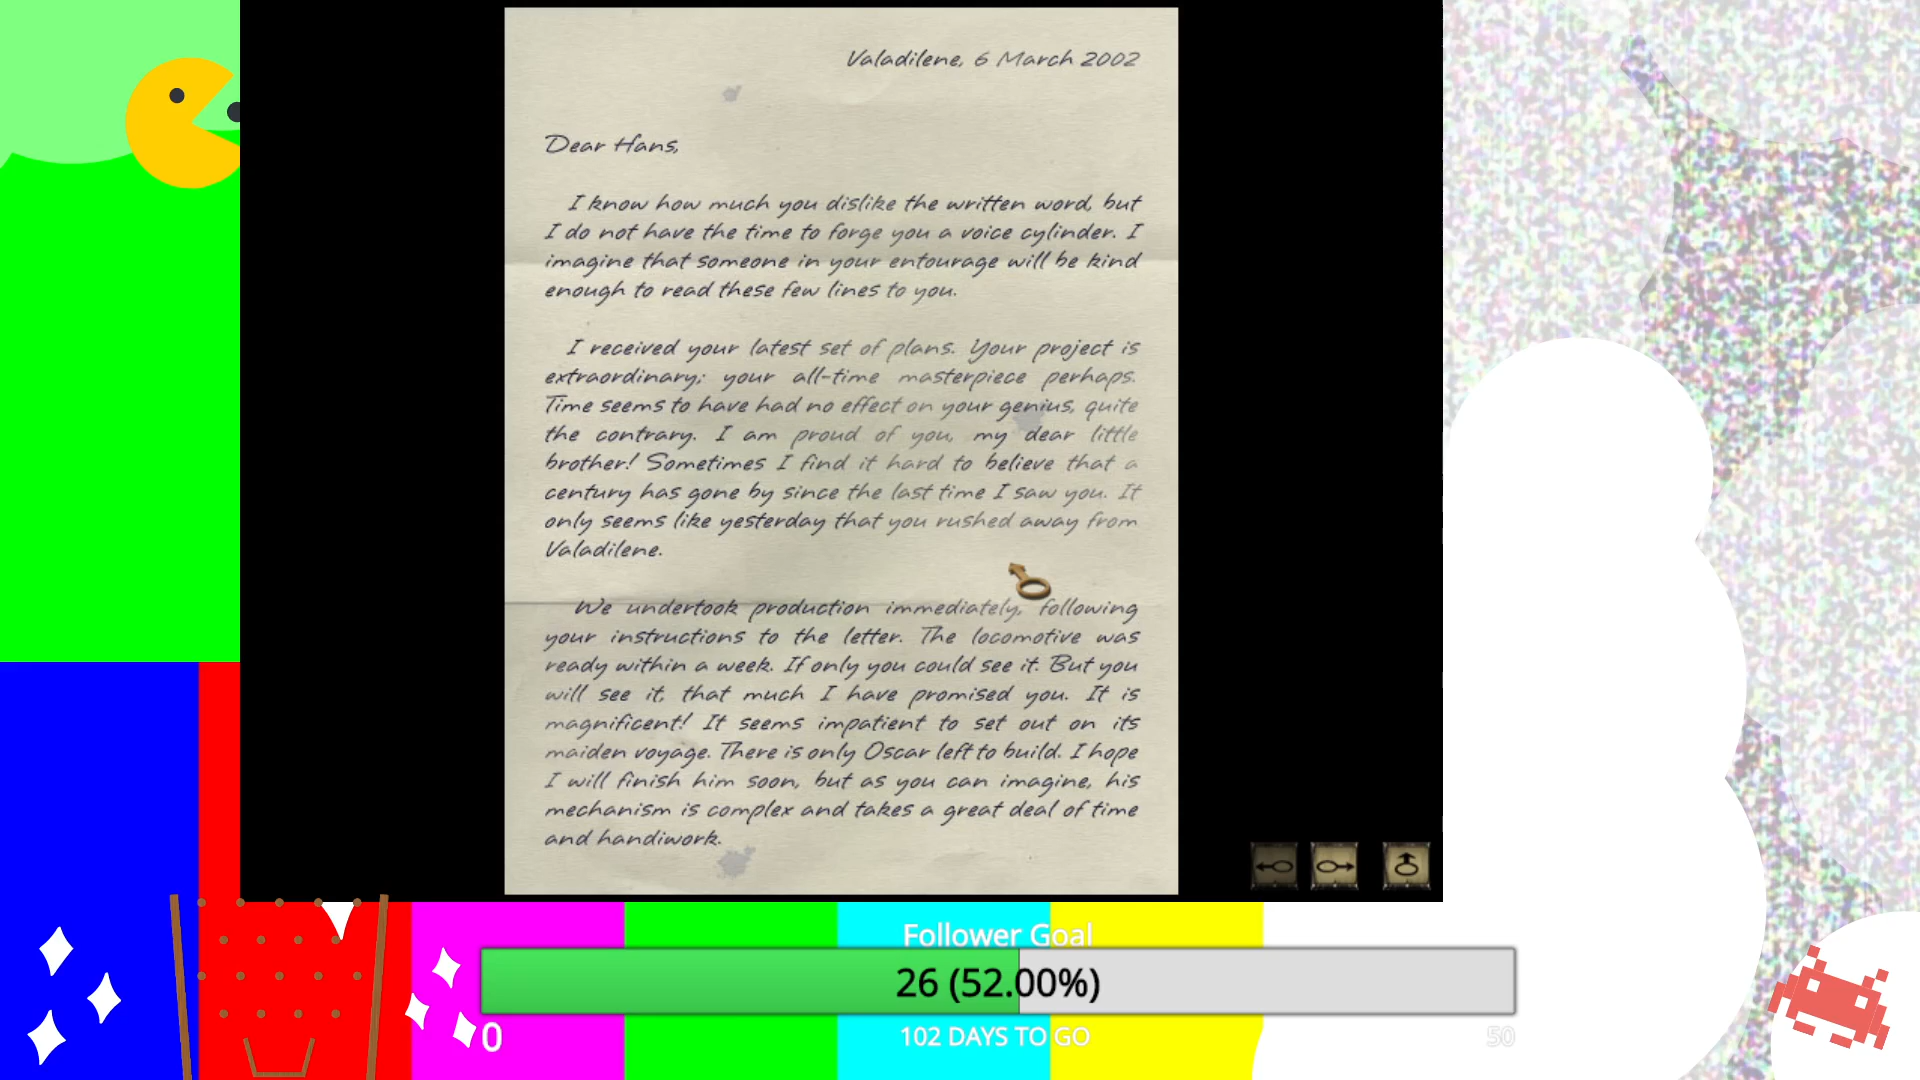 Valadilene, 6 March 2002
Dear Hans,
I know how much you dislike the written word, but
I do not have the time to forge you a voice cylinder. I
imagine that someone in your entourage will be kind
enough to read these few lines to you.
I received your latest set of plans. Your project is
extraordinary; your all-time masterpiece perhaps.
Time seems to have had no effect on your genius, quite
the contrary. I am proud of you, my dear little
brother! Sometimes I find it hard to believe that a
century has gone by since the last time I saw you. It
only seems like yesterday that you rushed away from
Valadilene.
We undertook production immediately, following
your instructions to the letter. The locomotive was
ready within a week. If only you could see it. But you
will see it, that much I have promised you. It is
magnificent! It seems impatient to set out on its
maiden voyage. There is only Oscar left to build. I hope
I will finish him soon, but as you can imagine, his
mechanism is complex and takes a great deal of time
and handiwork.
Follower Goal
26 (52.00%)
0
102 DAYS TO GO
50